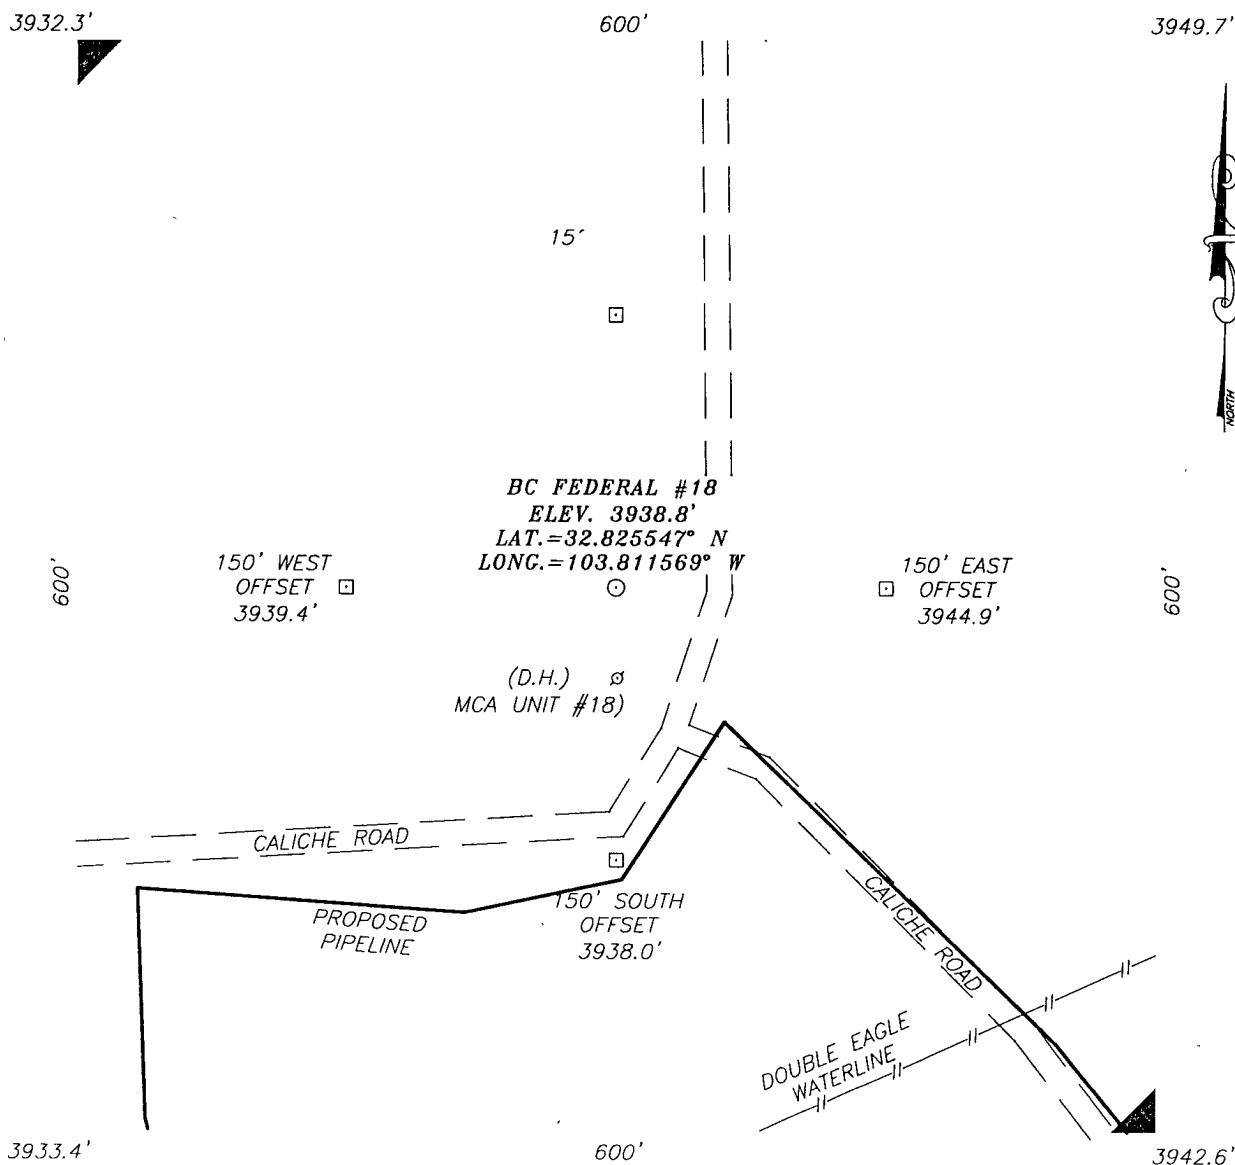 3932.3'
600'
3949.7'
15'
NORTH
BC FEDERAL #18
ELEV. 3938.8'
LAT.=32.825547° N
LONG.=103.811569° W
600'
150' WEST
OFFSET
3939.4'
150' EAST
OFFSET
3944.9'
600'
(D.H.)
MCA UNIT #18)
CALICHE ROAD
PROPOSED
PIPELINE
150' SOUTH
OFFSET
3938.0'
CALICHE ROAD
DOUBLE EAGLE
WATERLINE
3933.4'
600'
3942.6'